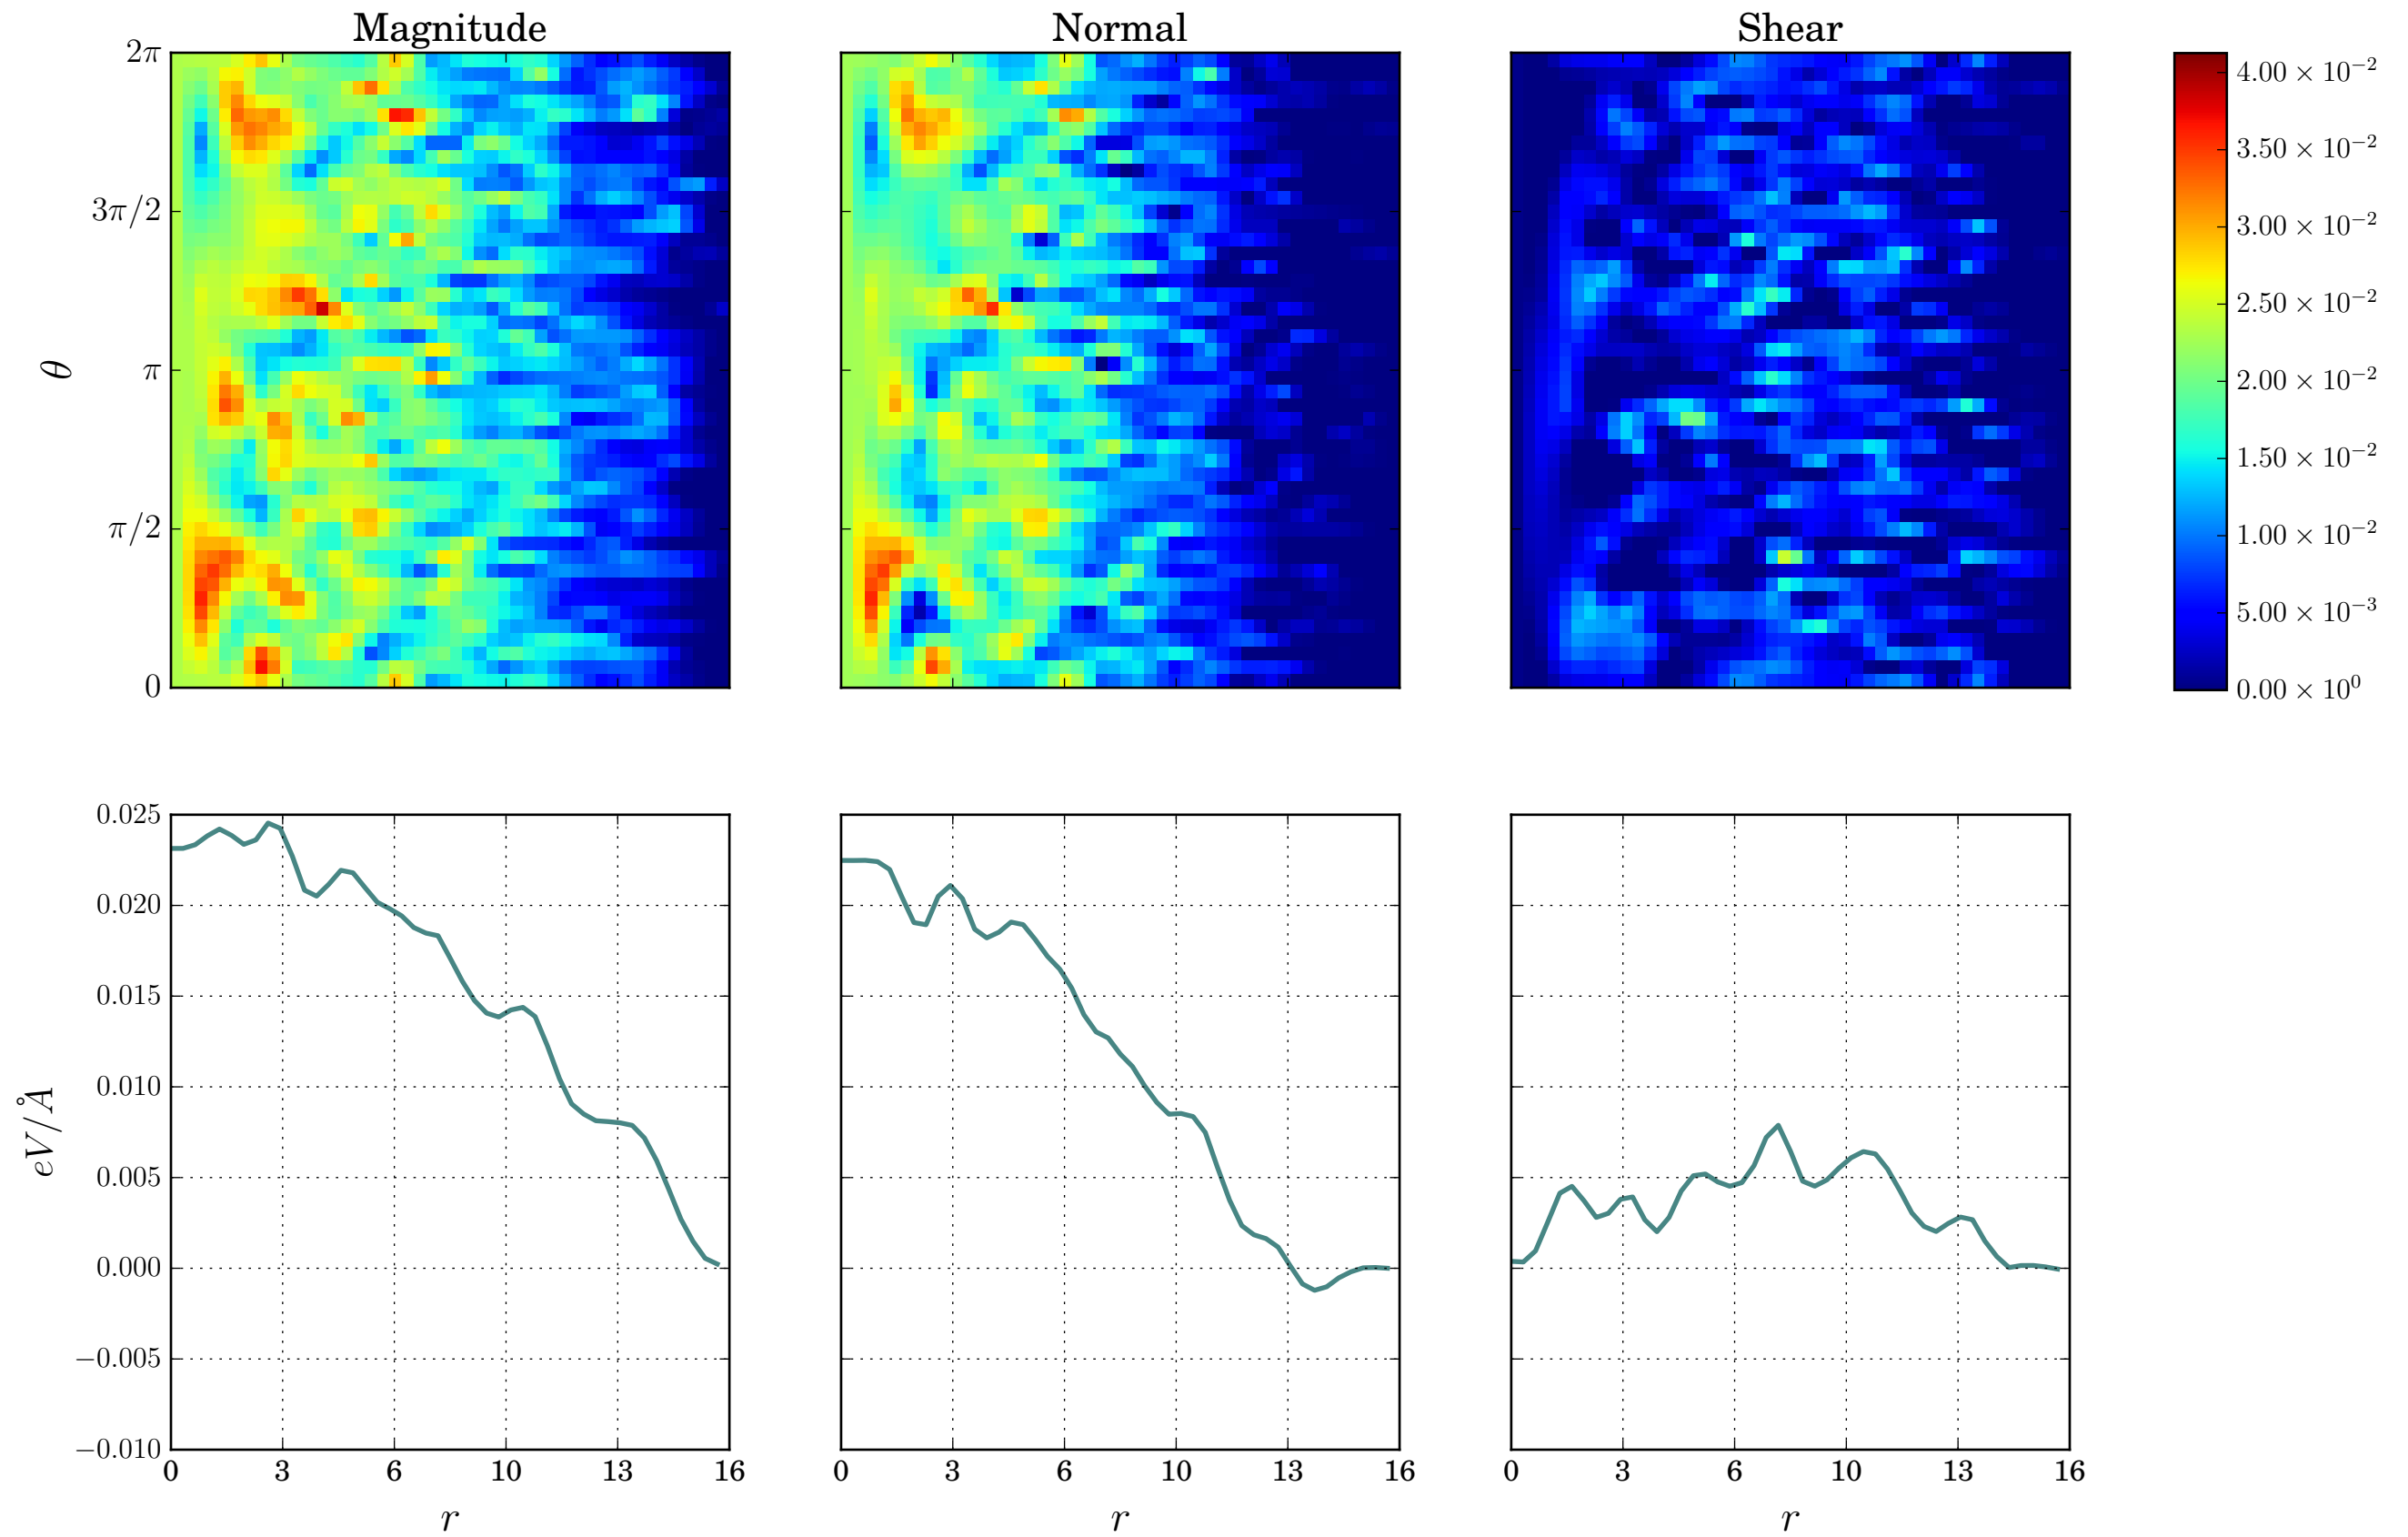 Magnitude
Normal
Shear
2π
3π/2
π
π/2
0
θ
4.00 × 10⁻²
3.50 × 10⁻²
3.00 × 10⁻²
2.50 × 10⁻²
2.00 × 10⁻²
1.50 × 10⁻²
1.00 × 10⁻²
5.00 × 10⁻³
0.00 × 10⁰
0.025
0.020
0.015
0.010
0.005
0.000
−0.005
−0.010
eV/Å
0 3 6 10 13 16
0 3 6 10 13 16
0 3 6 10 13 16
r
r
r